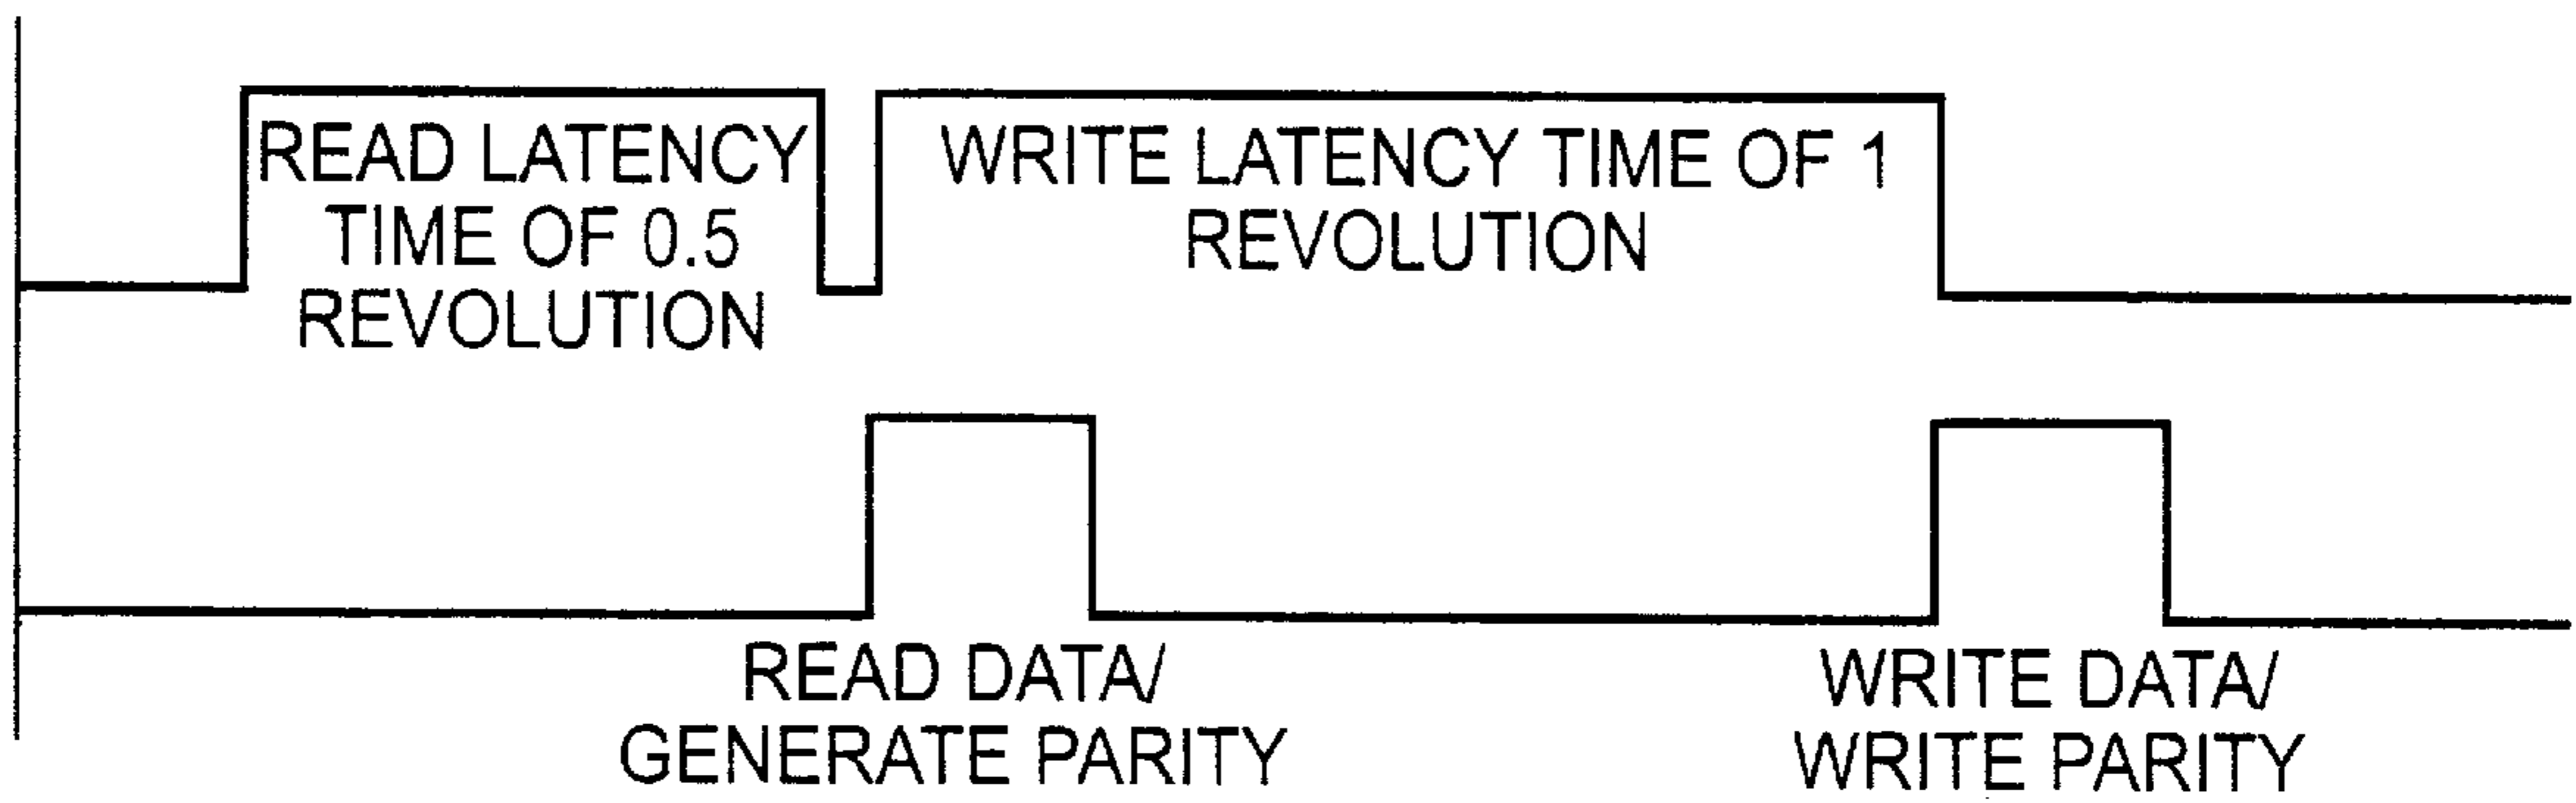 READ LATENCY
TIME OF 0.5
REVOLUTION
WRITE LATENCY TIME OF 1
REVOLUTION
READ DATA/
GENERATE PARITY
WRITE DATA/
WRITE PARITY